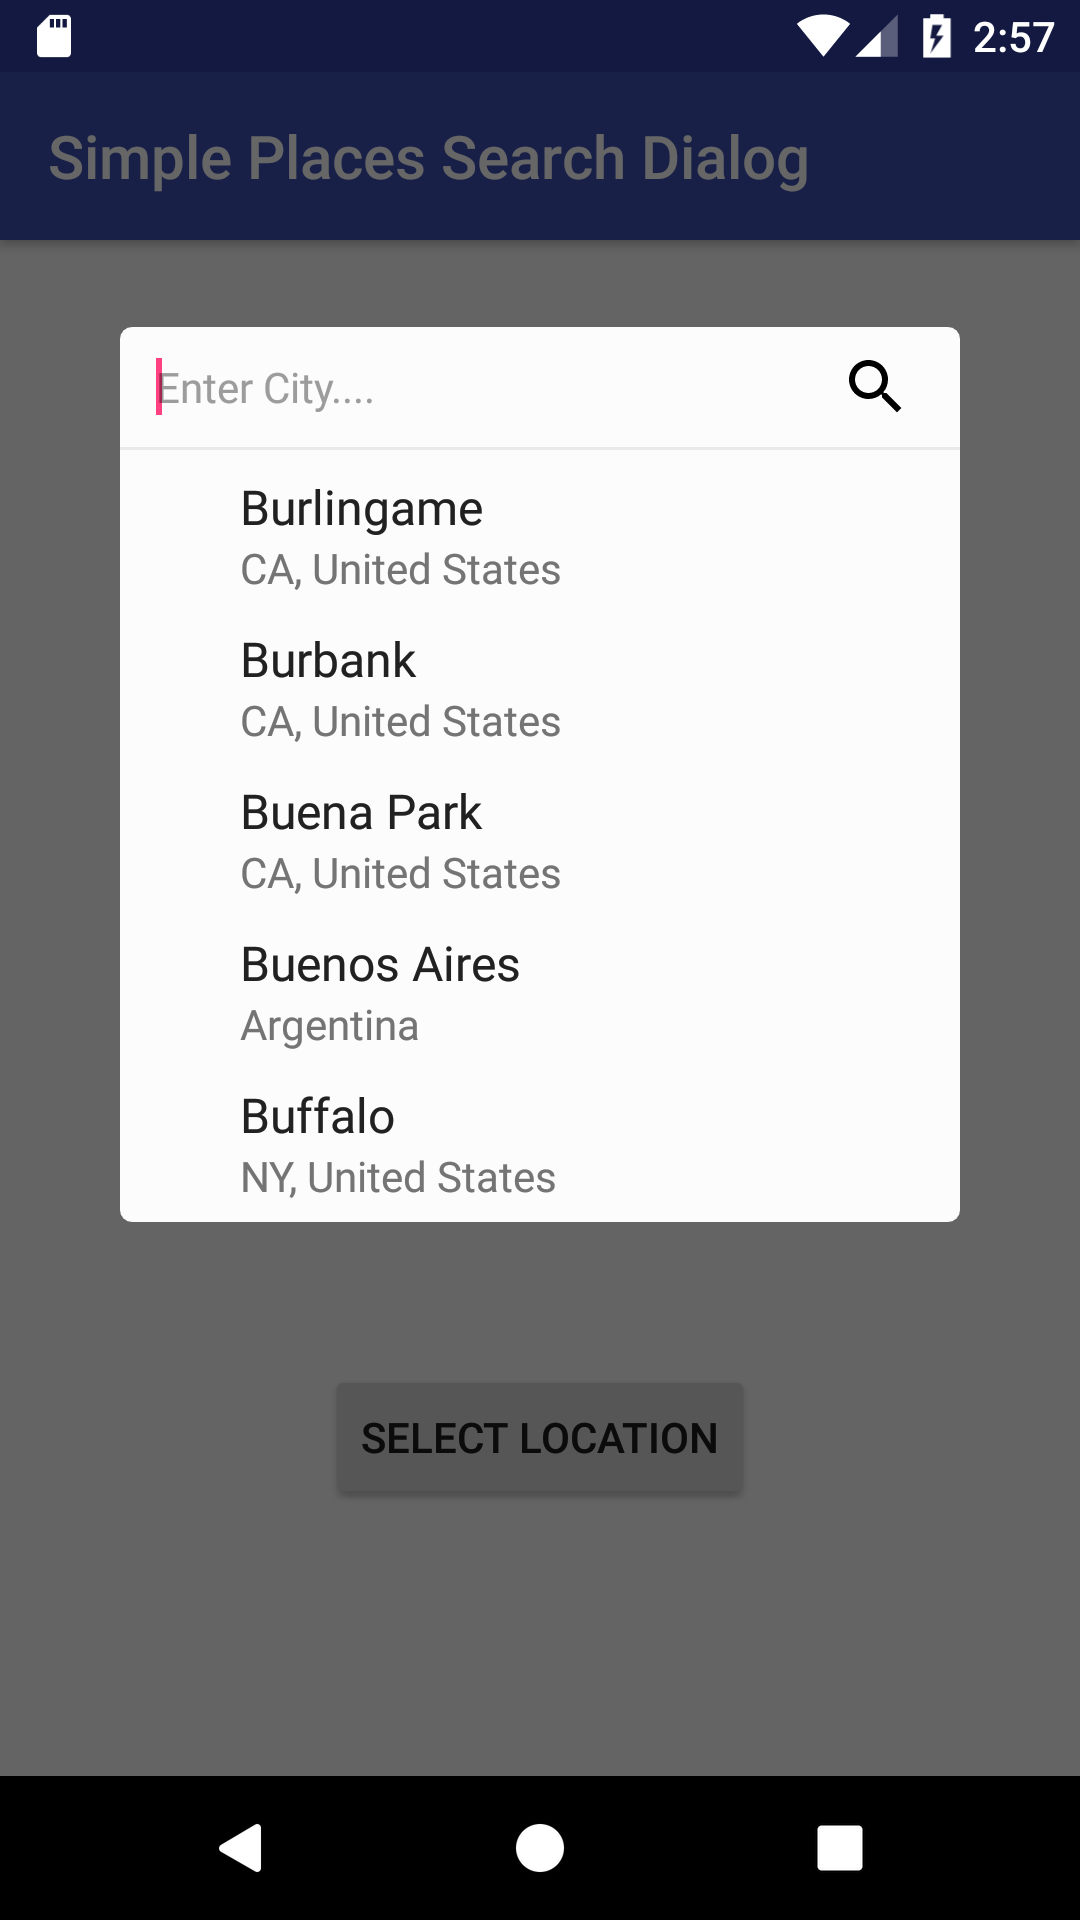 2:57
Simple Places Search Dialog
Enter City....
Burlingame
CA, United States
Burbank
CA, United States
Buena Park
CA, United States
Buenos Aires
Argentina
Buffalo
NY, United States
SELECT LOCATION